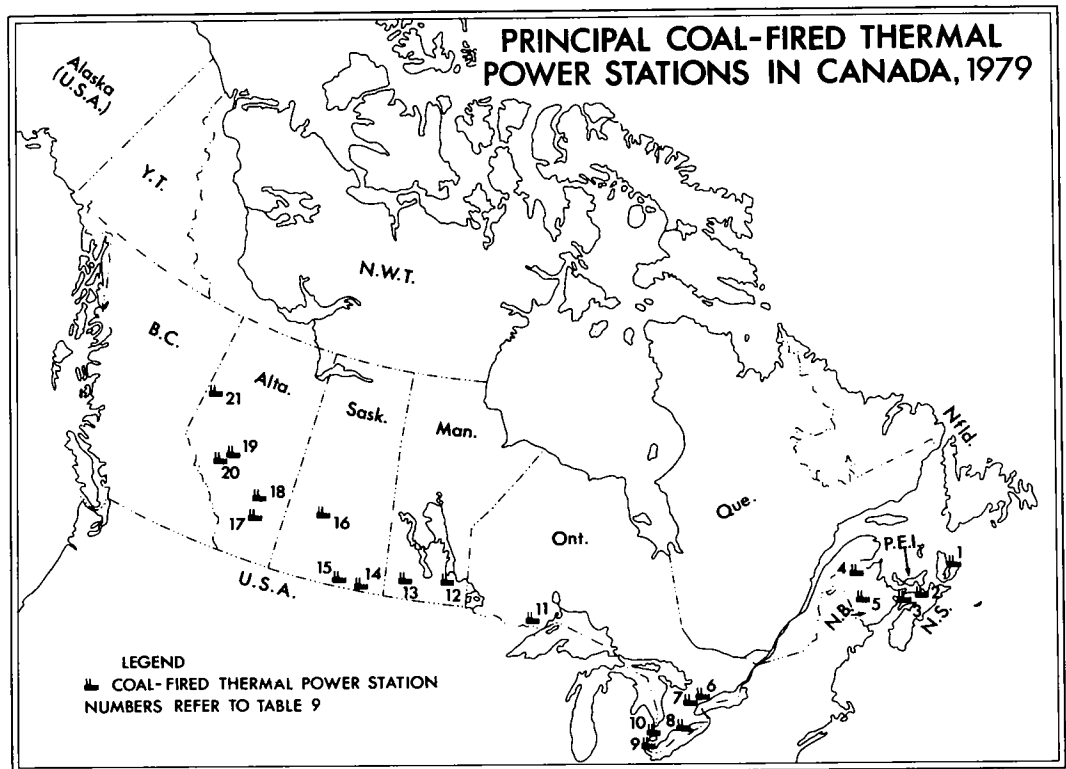 PRINCIPAL COAL-FIRED THERMAL
POWER STATIONS IN CANADA, 1979
Alaska
(U.S.A.)
Y.T.
N.W.T.
B.C.
Alta.
Sask.
Man.
Ont.
Que.
Nfld.
P.E.I.
N.B.
N.S.
U.S.A.
21
19
20
18
17
16
15
14
13
12
11
10
9
8
7
6
5
4
3
2
1
LEGEND
COAL-FIRED THERMAL POWER STATION
NUMBERS REFER TO TABLE 9